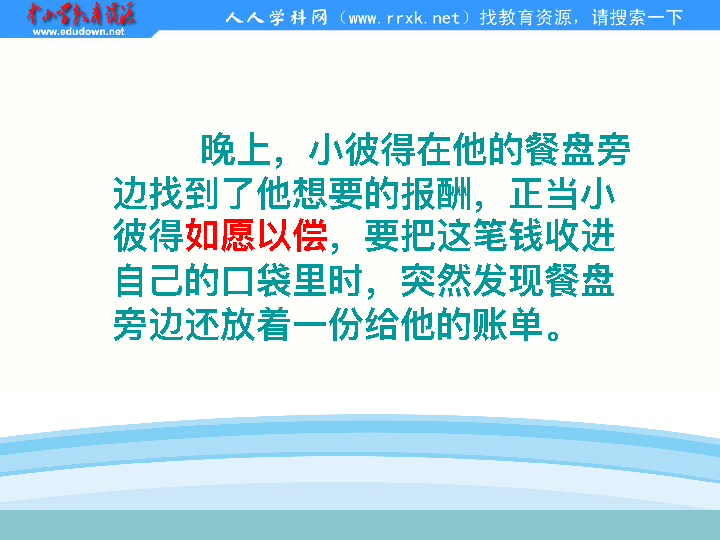 中小学教育资源
www.edudown.net
人人学科网（www.rrxk.net）找教育资源，请搜索一下
晚上，小彼得在他的餐盘旁
边找到了他想要的报酬，正当小
彼得如愿以偿，要把这笔钱收进
自己的口袋里时，突然发现餐盘
旁边还放着一份给他的账单。